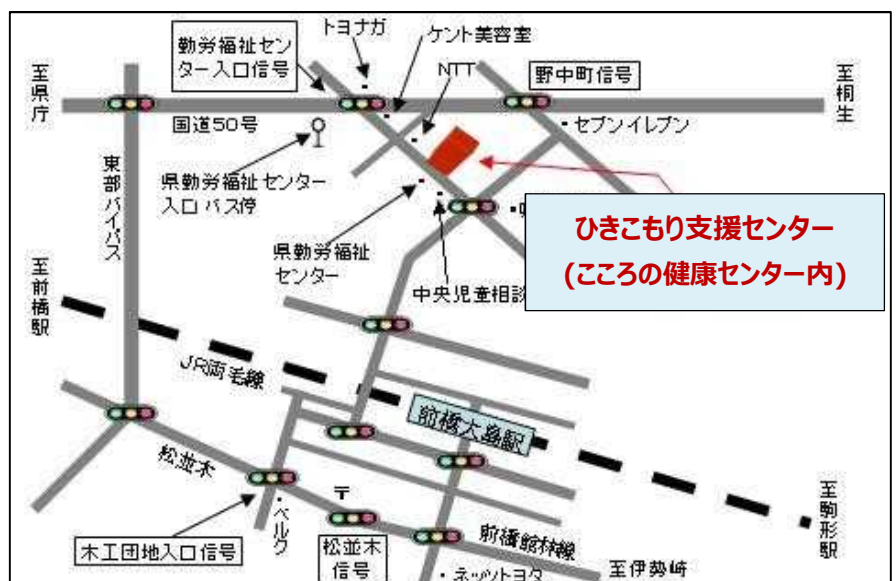 トヨナガ
勤労福祉セン
ター入口信号
ケント美容室
NTT
野中町信号
至県庁
至桐生
国道50号
セブンイレブン
東部バイパス
県勤労福祉センター
入口 バス停
ひきこもり支援センター
(こころの健康センター内)
県勤労福祉
センター
中央児童相談
至前橋駅
JR両毛線
前橋大島駅
松並木
〒
ベルク
木工団地入口信号
松並木
信号
前橋館林線
至駒形駅
至伊勢崎
ネッツトヨタ